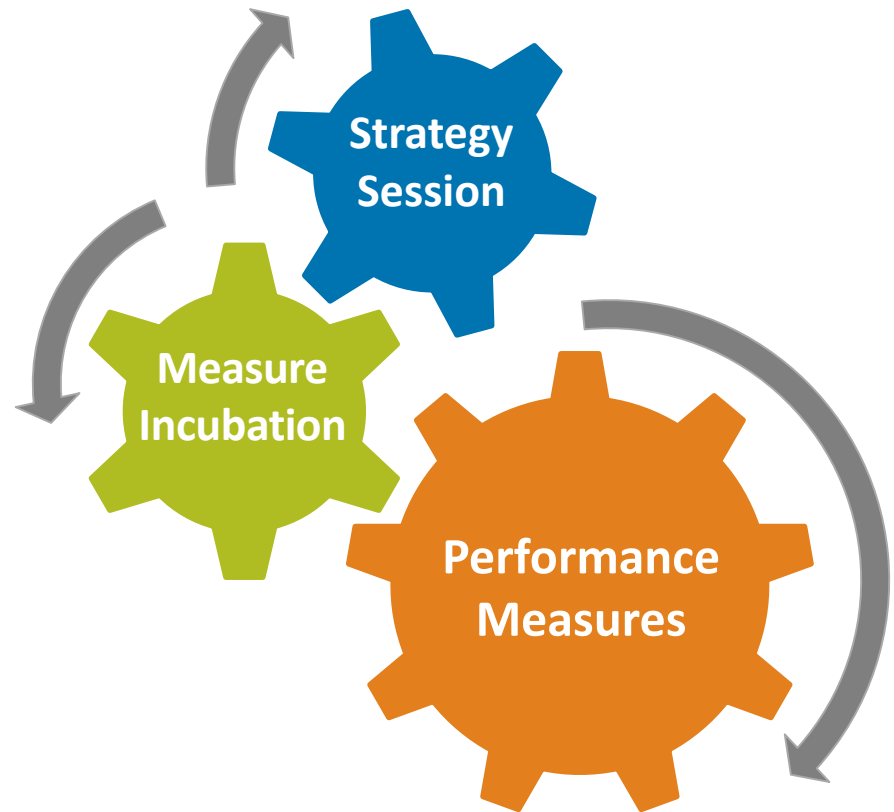 Strategy
Session
Measure
Incubation
Performance
Measures